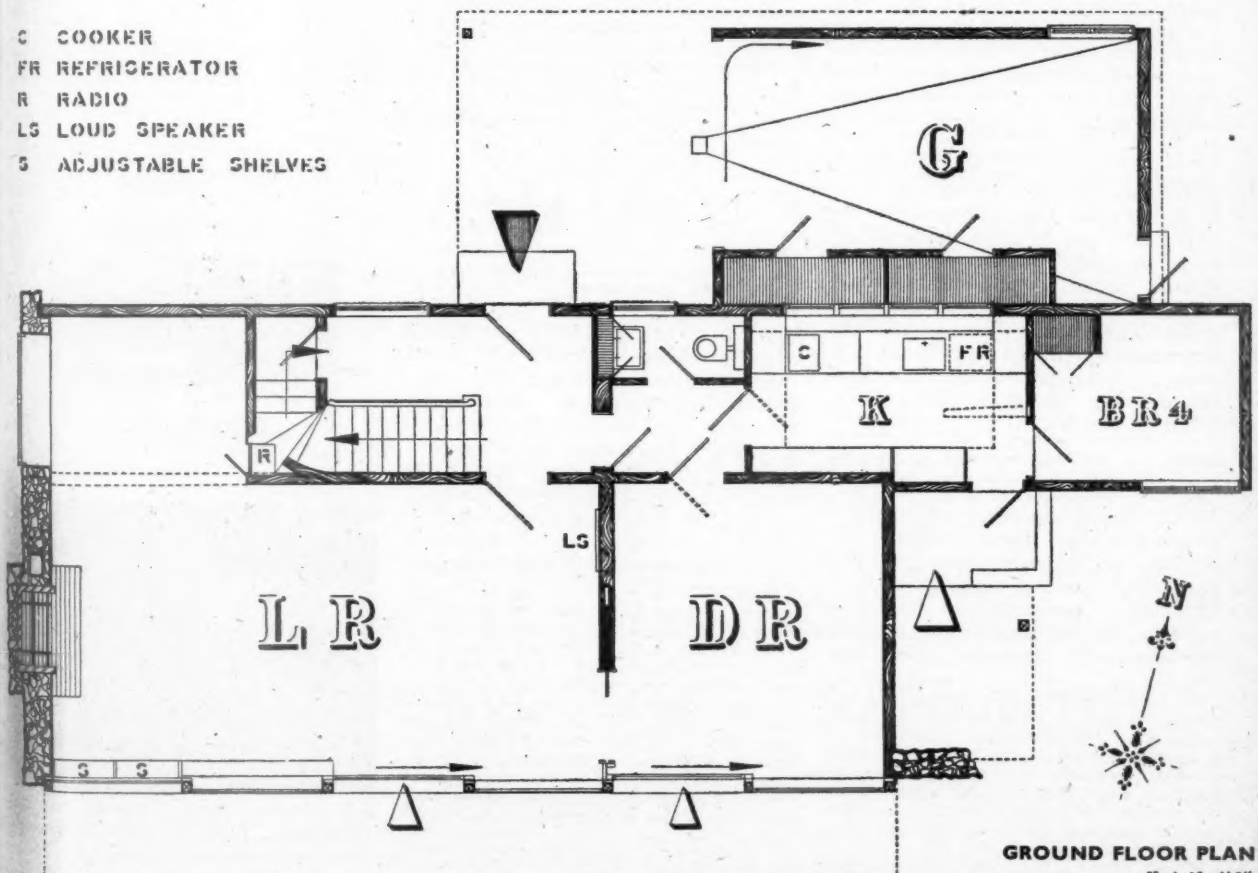 C COOKER
FR REFRIGERATOR
R RADIO
LS LOUD SPEAKER
S ADJUSTABLE SHELVES
G
C
FR
K
BR4
R
LS
LR
DR
N
S S
GROUND FLOOR PLAN